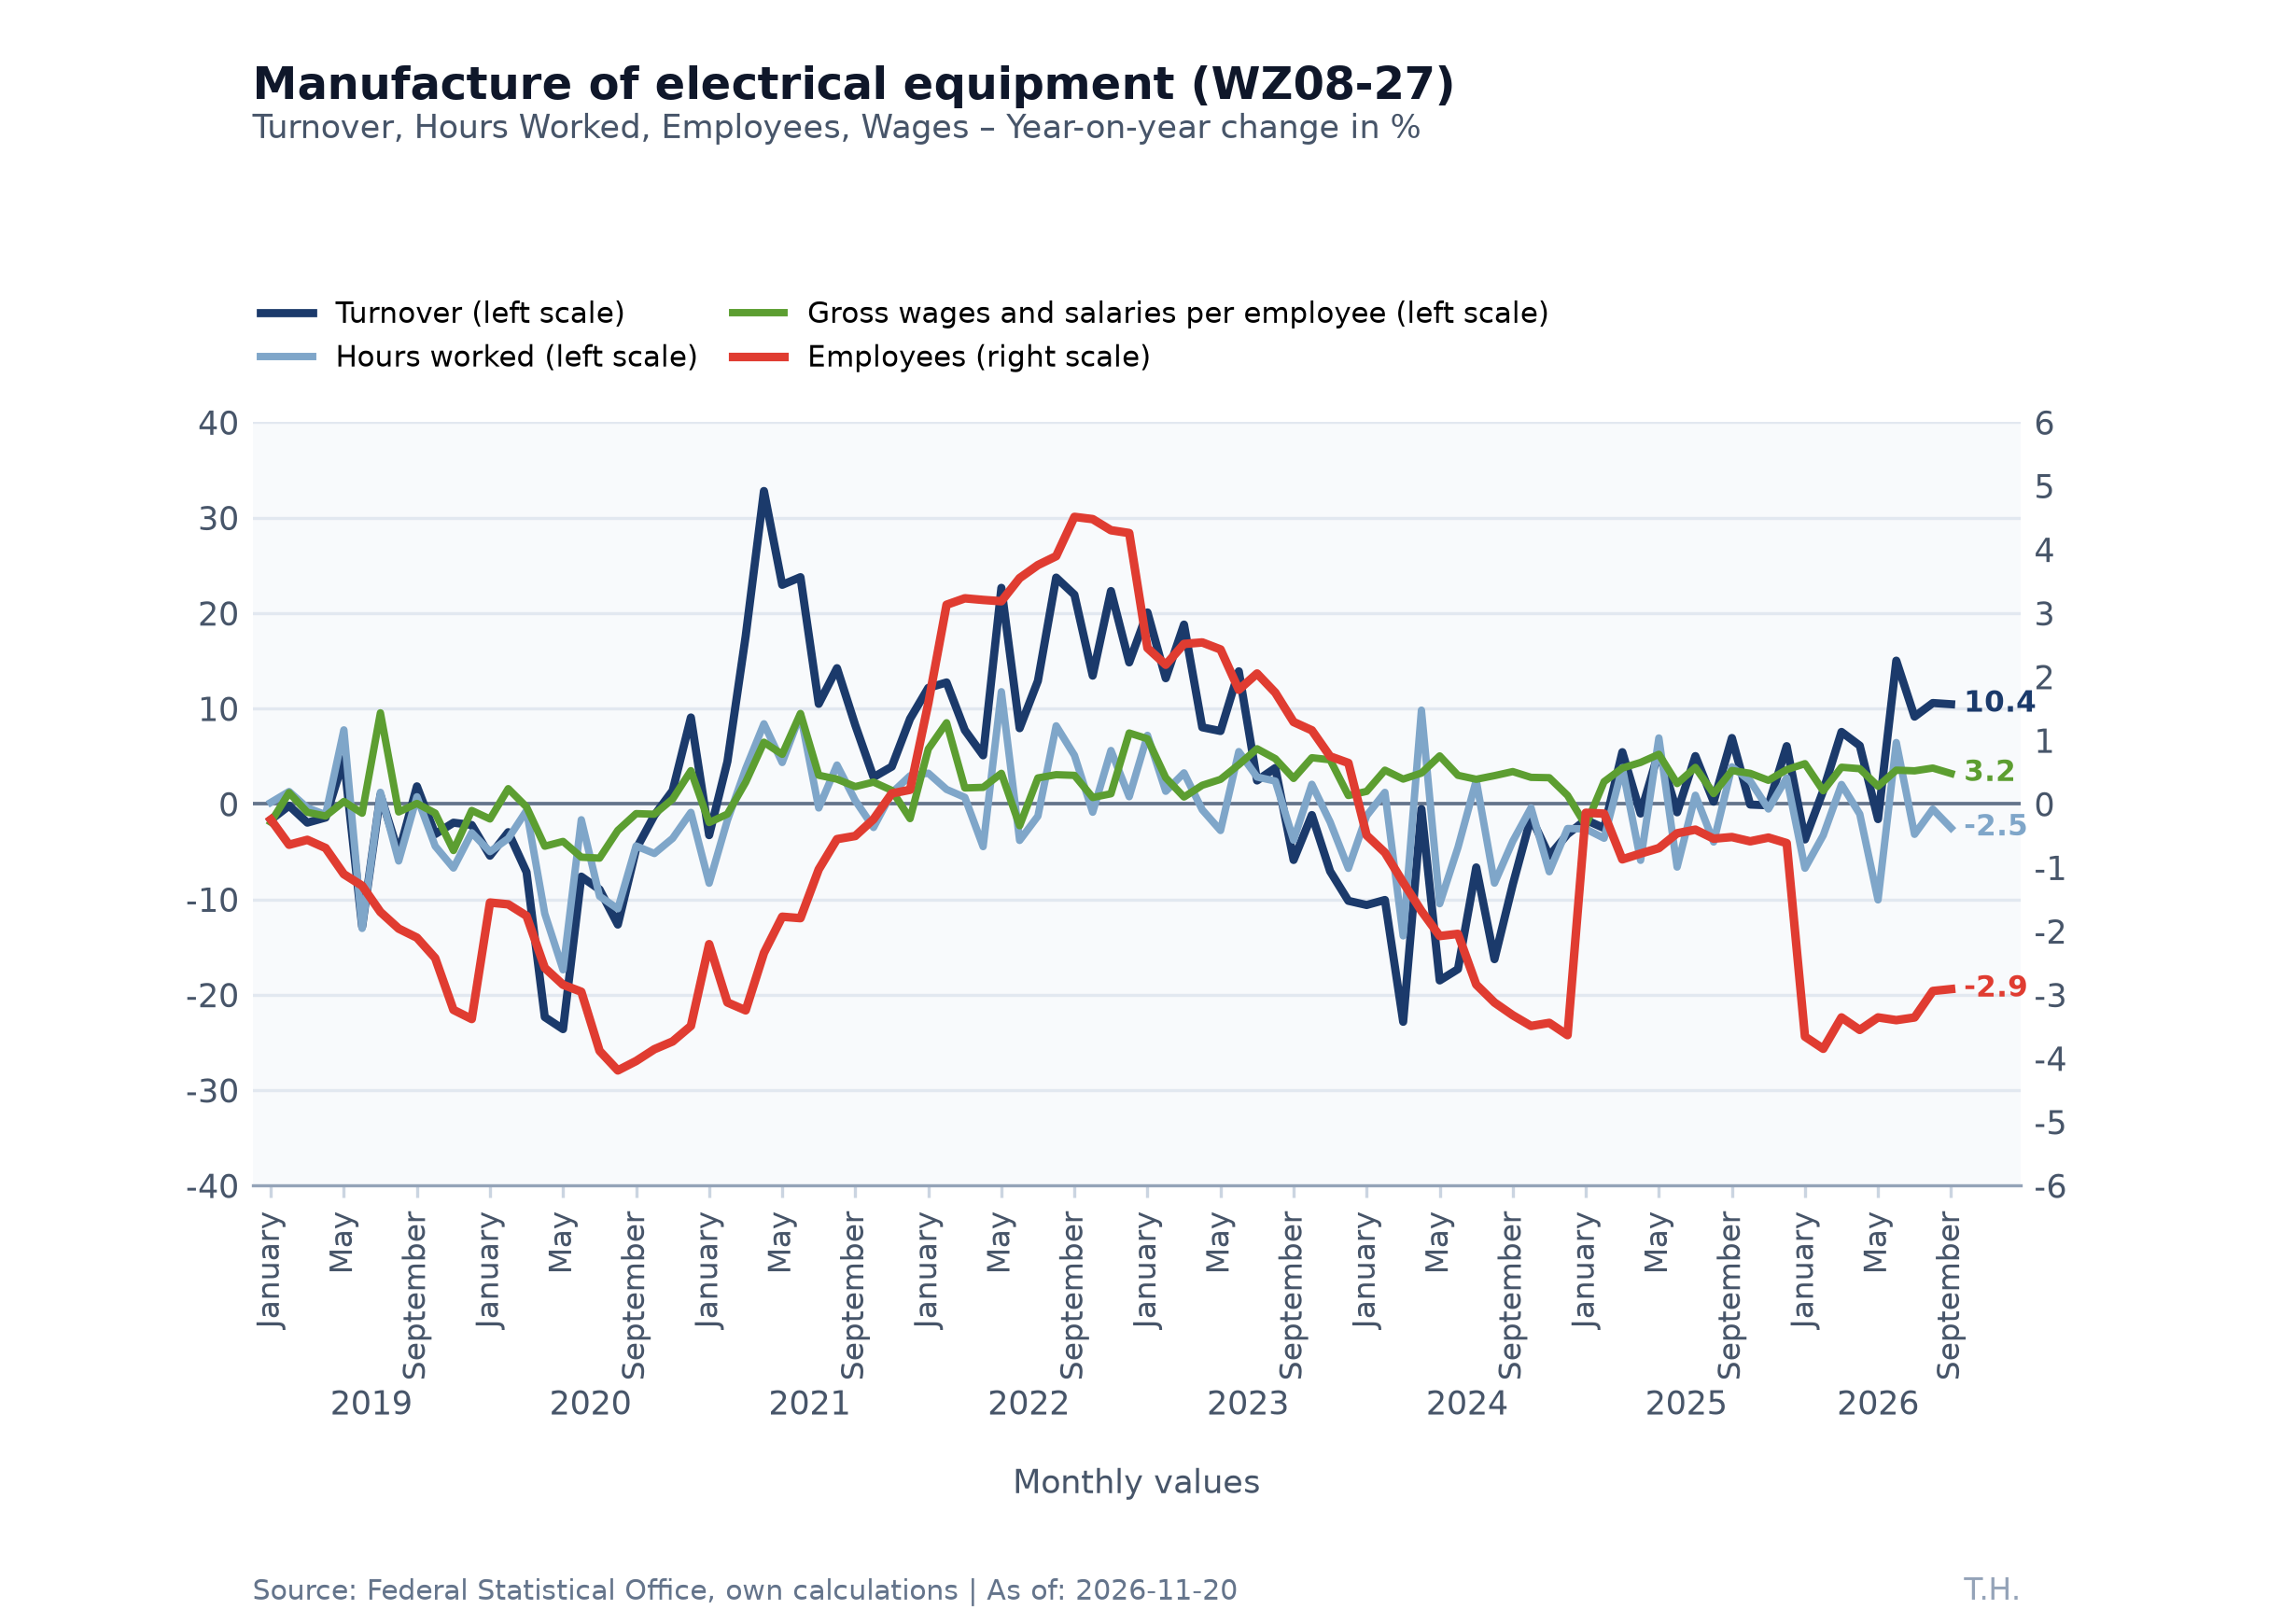 Manufacture of electrical equipment (WZ08-27)
Turnover, Hours Worked, Employees, Wages – Year-on-year change in %
Turnover (left scale)
Hours worked (left scale)
Gross wages and salaries per employee (left scale)
Employees (right scale)
40
30
20
10
0
-10
-20
-30
-40
6
5
4
3
2
1
0
-1
-2
-3
-4
-5
-6
10.4
3.2
-2.5
-2.9
January
May
September
January
May
September
January
May
September
January
May
September
January
May
September
January
May
September
January
May
September
January
May
September
2019
2020
2021
2022
2023
2024
2025
2026
Monthly values
Source: Federal Statistical Office, own calculations | As of: 2026-11-20
T.H.